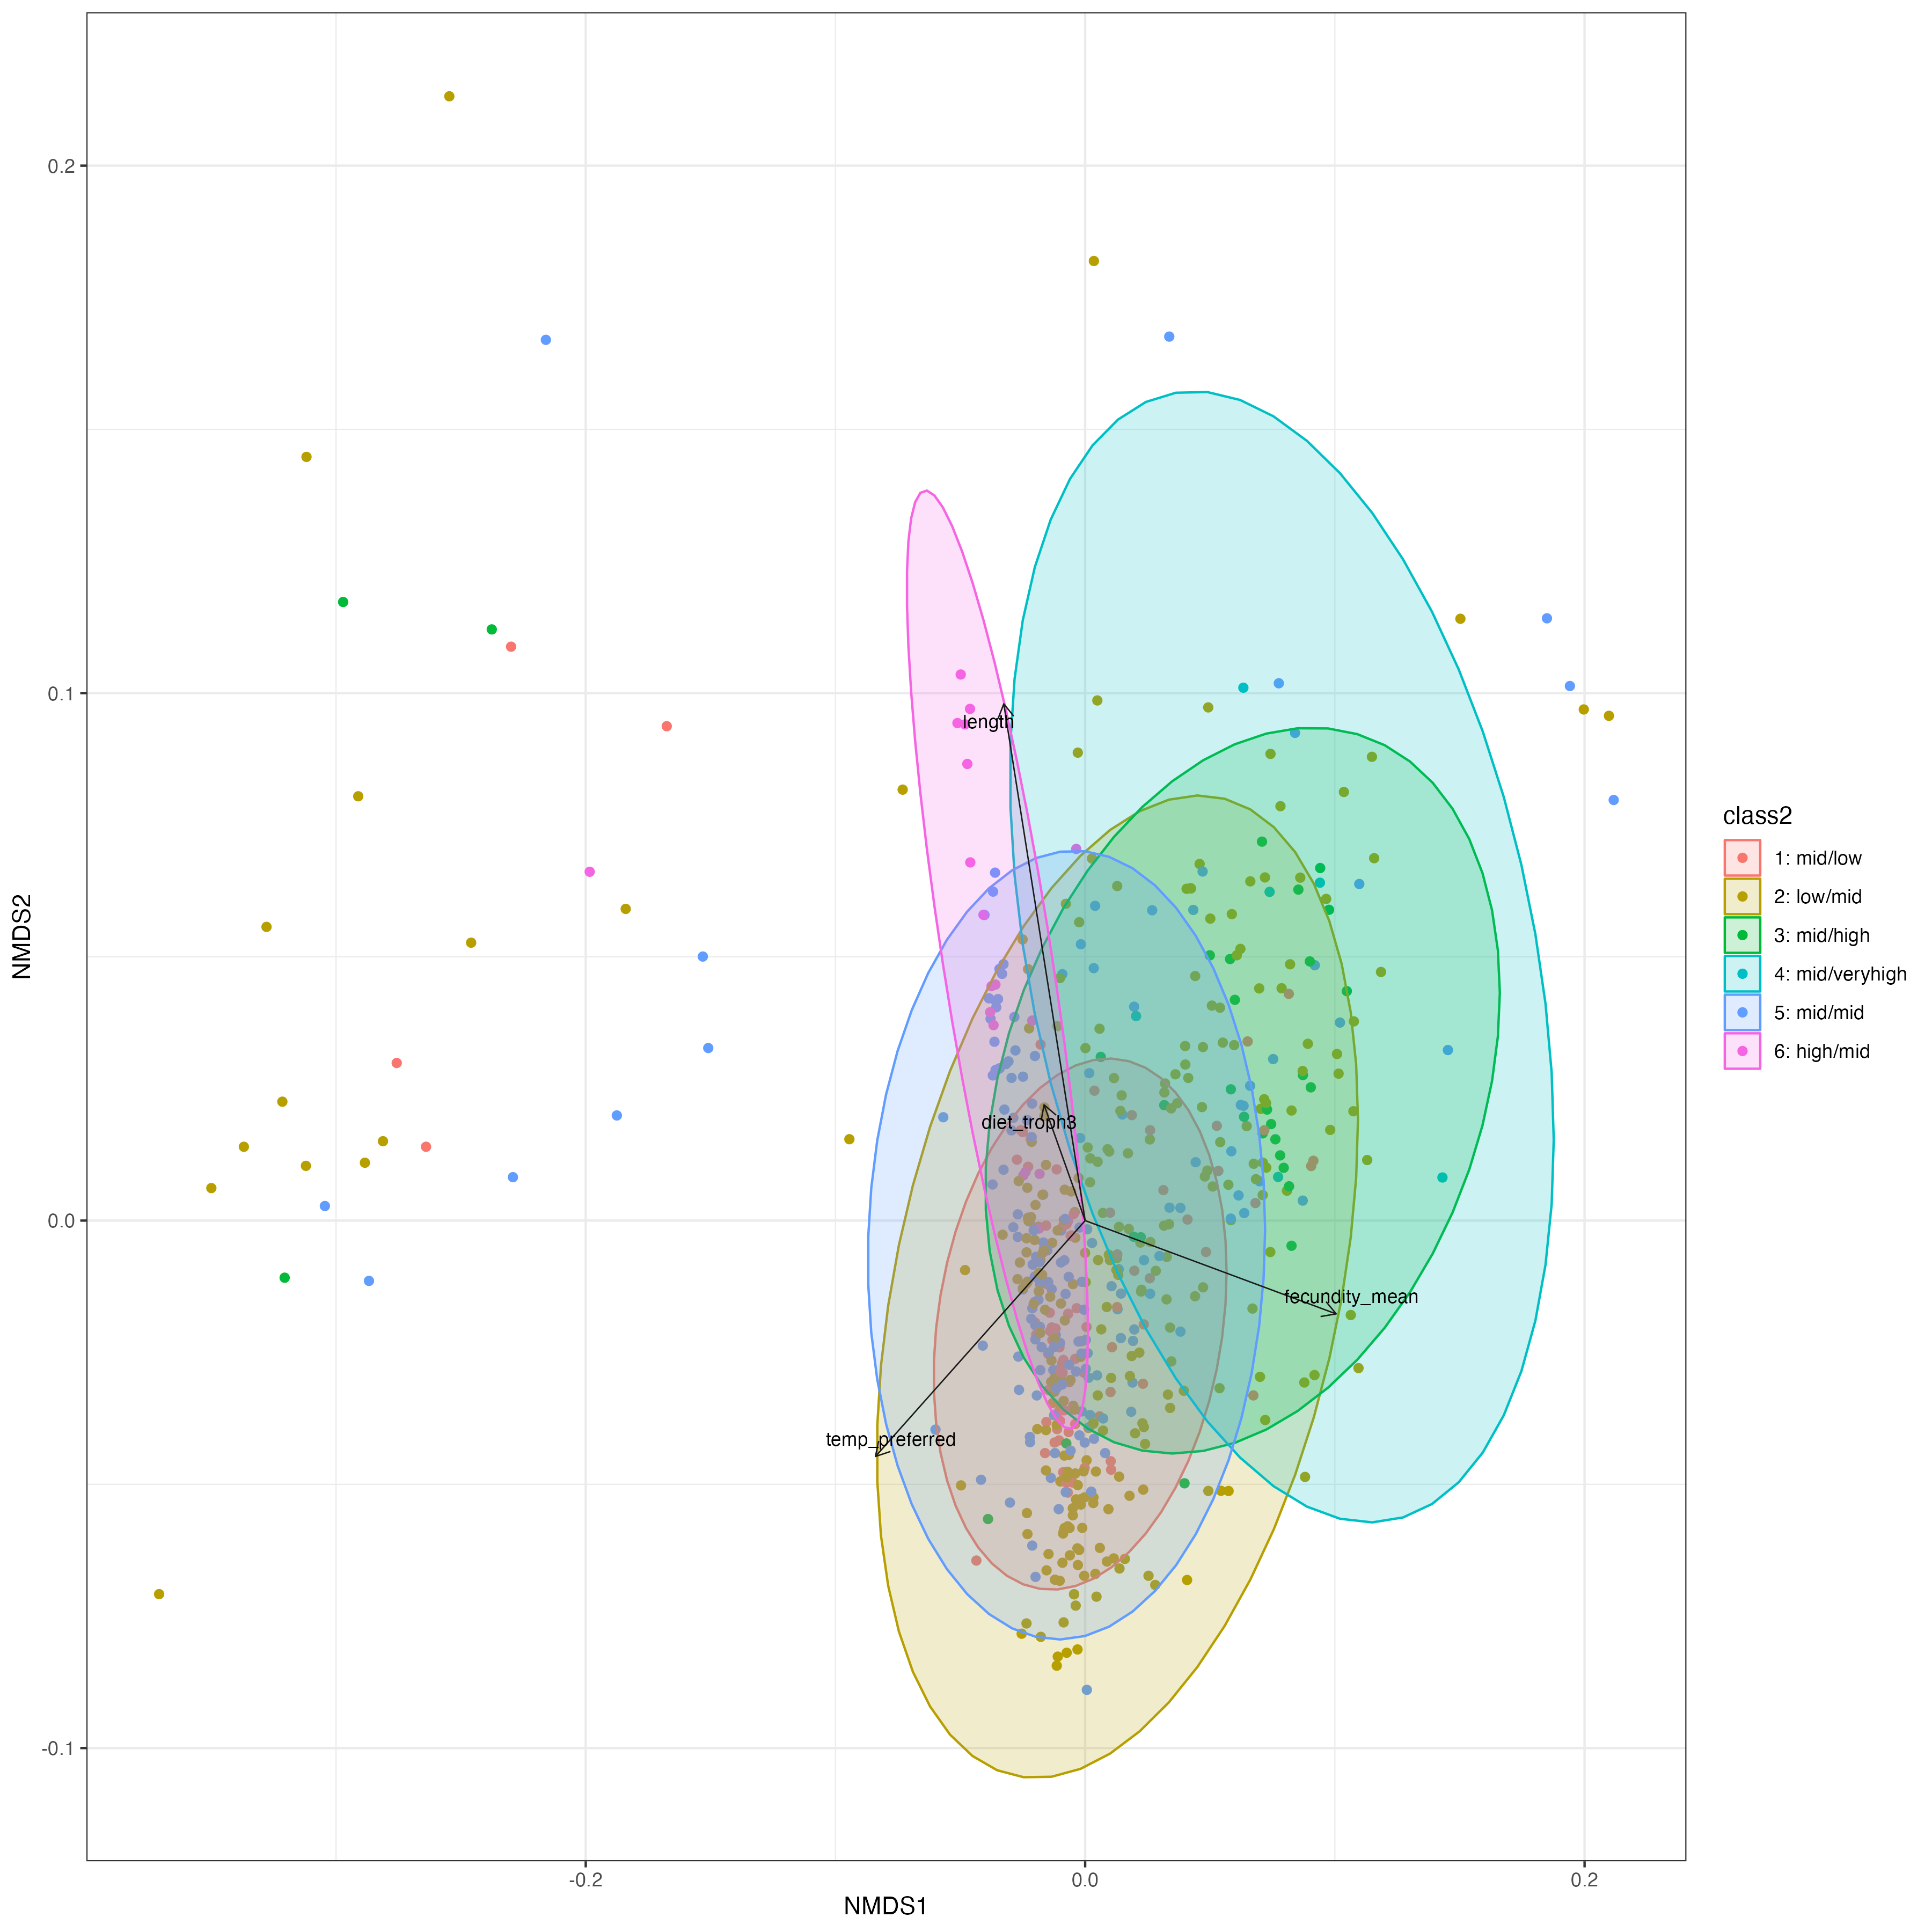 0.2
0.1
0.0
-0.1
NMDS2
length
diet_troph3
fecundity_mean
temp_preferred
-0.2
0.0
0.2
NMDS1
class2
1: mid/low
2: low/mid
3: mid/high
4: mid/veryhigh
5: mid/mid
6: high/mid